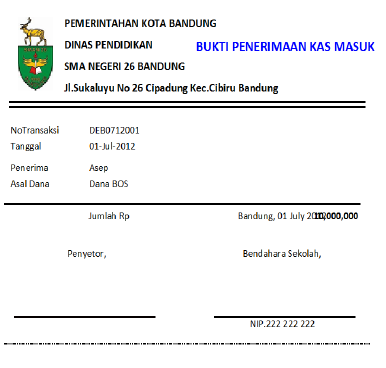 PEMERINTAHAN KOTA BANDUNG
DINAS PENDIDIKAN
BUKTI PENERIMAAN KAS MASUK
SMA NEGERI 26 BANDUNG
Jl.Sukaluyu No 26 Cipadung Kec.Cibiru Bandung
NoTransaksi DEB0712001
Tanggal 01-Jul-2012
Penerima Asep
Asal Dana Dana BOS
Jumlah Rp Bandung, 01 July 2012 10,000,000
Penyetor, Bendahara Sekolah,
NIP.222 222 222